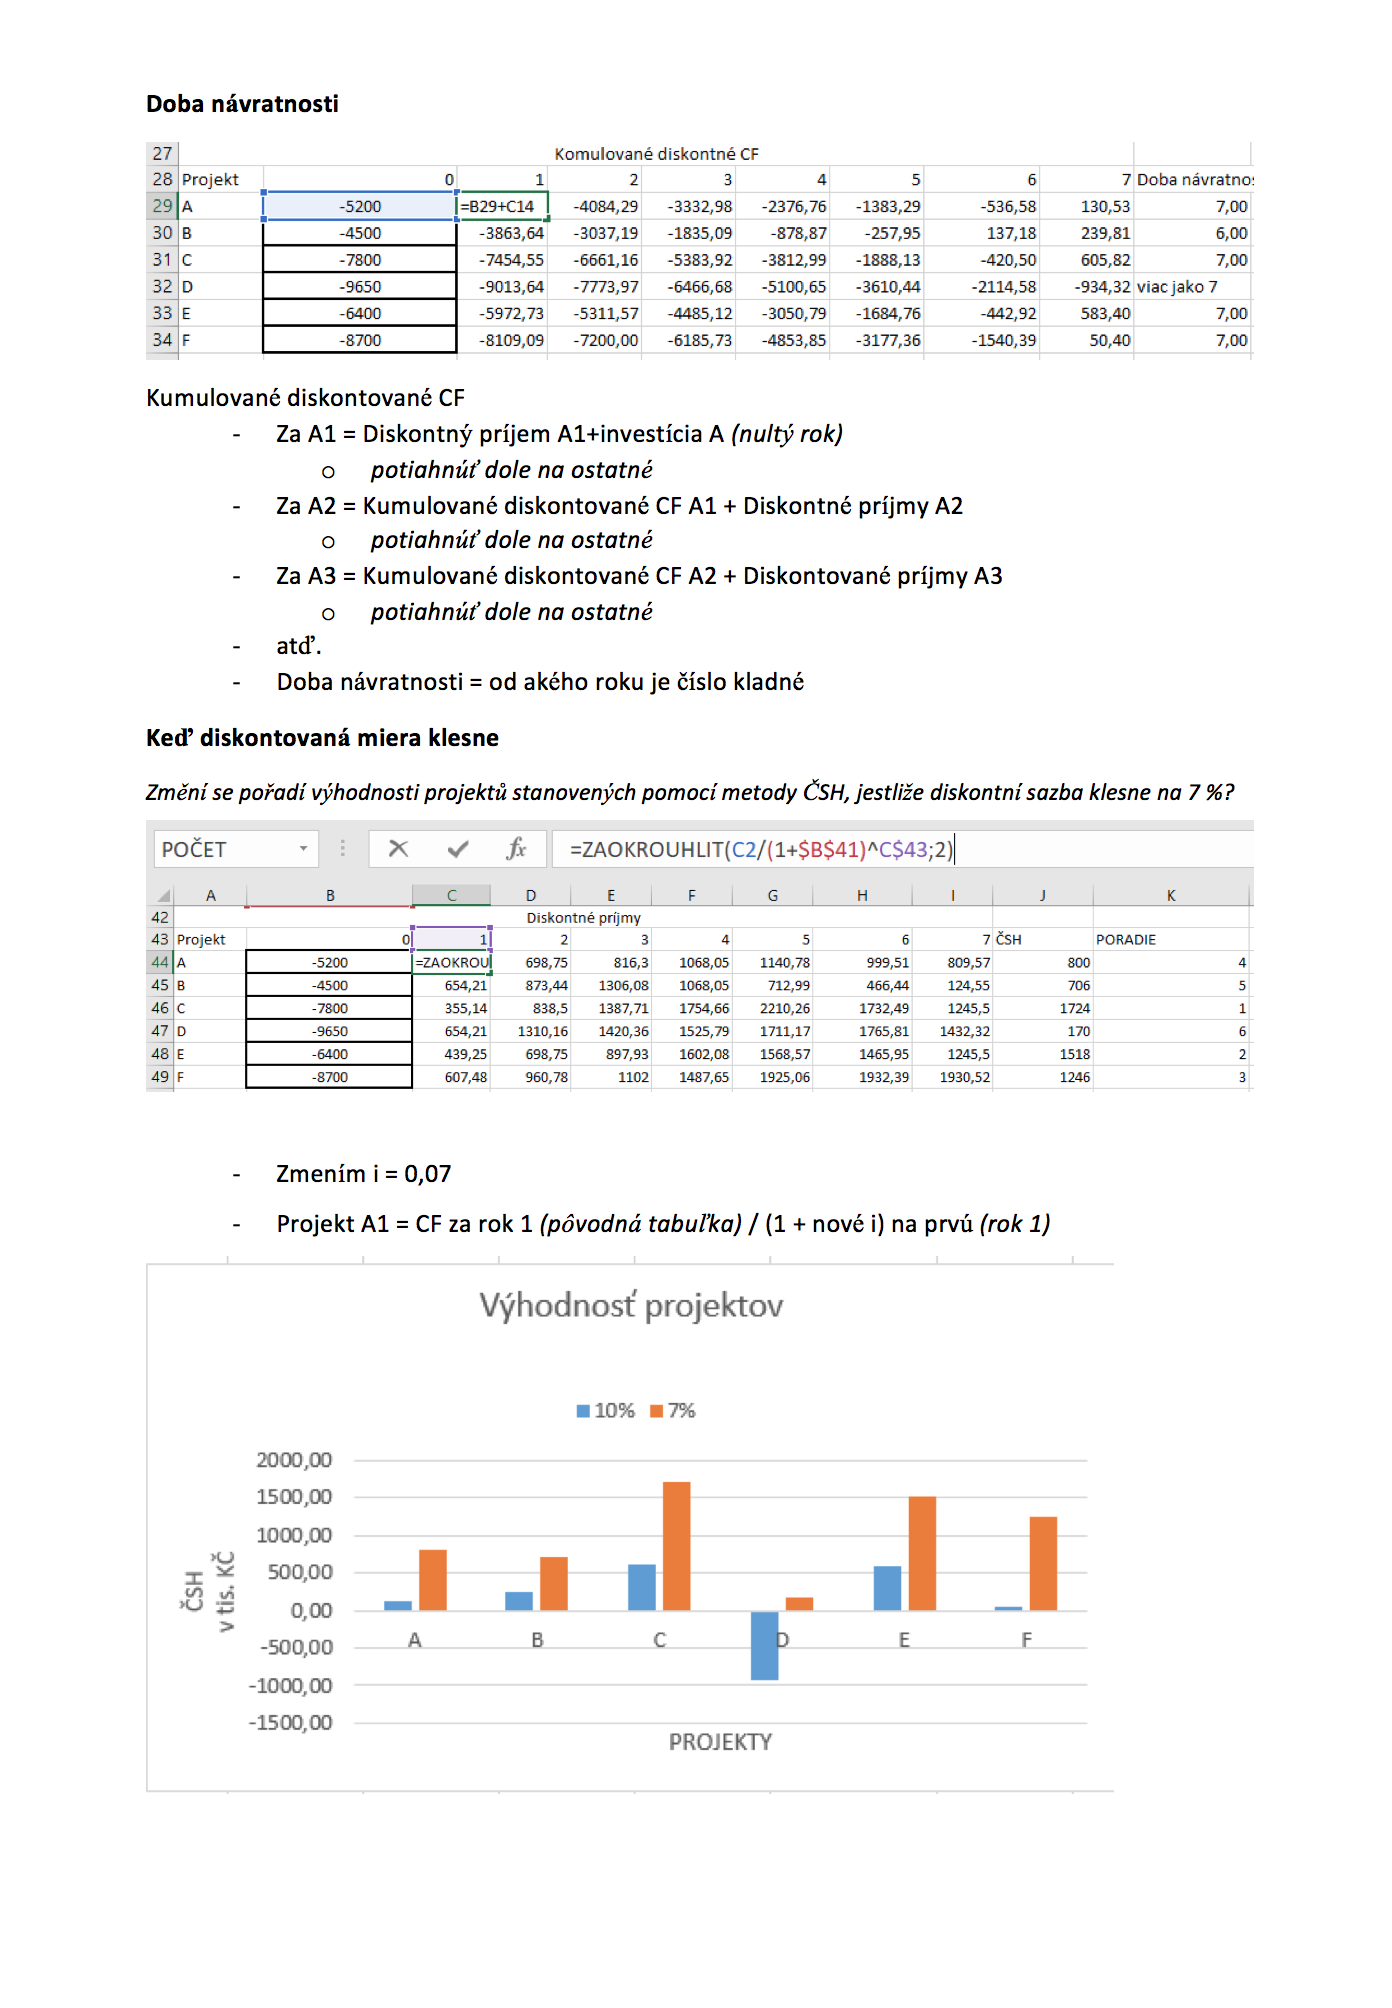 Doba návratnosti
27 Komulované diskontné CF
28 Projekt 0 1 2 3 4 5 6 7 Doba návratnos
29 A -5200 =B29+C14 -4084,29 -3332,98 -2376,76 -1383,29 -536,58 130,53 7,00
30 B -4500 -3863,64 -3037,19 -1835,09 -878,87 -257,95 137,18 239,81 6,00
31 C -7800 -7454,55 -6661,16 -5383,92 -3812,99 -1888,13 -420,50 605,82 7,00
32 D -9650 -9013,64 -7773,97 -6466,68 -5100,65 -3610,44 -2114,58 -934,32 viac jako 7
33 E -6400 -5972,73 -5311,57 -4485,12 -3050,79 -1684,76 -442,92 583,40 7,00
34 F -8700 -8109,09 -7200,00 -6185,73 -4853,85 -3177,36 -1540,39 50,40 7,00
Kumulované diskontované CF
- Za A1 = Diskontný príjem A1+investícia A (nultý rok)
o potiahnúť dole na ostatné
- Za A2 = Kumulované diskontované CF A1 + Diskontné príjmy A2
o potiahnúť dole na ostatné
- Za A3 = Kumulované diskontované CF A2 + Diskontované príjmy A3
o potiahnúť dole na ostatné
- atď.
- Doba návratnosti = od akého roku je číslo kladné
Keď diskontovaná miera klesne
Změní se pořadí výhodnosti projektů stanovených pomocí metody ČSH, jestliže diskontní sazba klesne na 7 %?
POČET fx =ZAOKROUHLIT(C2/(1+$B$41)^C$43;2)
A B C D E F G H I J K
42 Diskontné príjmy
43 Projekt 0 1 2 3 4 5 6 7 ČSH PORADIE
44 A -5200 =ZAOKROU 698,75 816,3 1068,05 1140,78 999,51 809,57 800 4
45 B -4500 654,21 873,44 1306,08 1068,05 712,99 466,44 124,55 706 5
46 C -7800 355,14 838,5 1387,71 1754,66 2210,26 1732,49 1245,5 1724 1
47 D -9650 654,21 1310,16 1420,36 1525,79 1711,17 1765,81 1432,32 170 6
48 E -6400 439,25 698,75 897,93 1602,08 1568,57 1465,95 1245,5 1518 2
49 F -8700 607,48 960,78 1102 1487,65 1925,06 1932,39 1930,52 1246 3
- Zmením i = 0,07
- Projekt A1 = CF za rok 1 (pôvodná tabuľka) / (1 + nové i) na prvú (rok 1)
Výhodnosť projektov
10% 7%
2000,00
1500,00
1000,00
500,00
0,00
-500,00
-1000,00
-1500,00
ČSH
v tis. KČ
A B C D E F
PROJEKTY